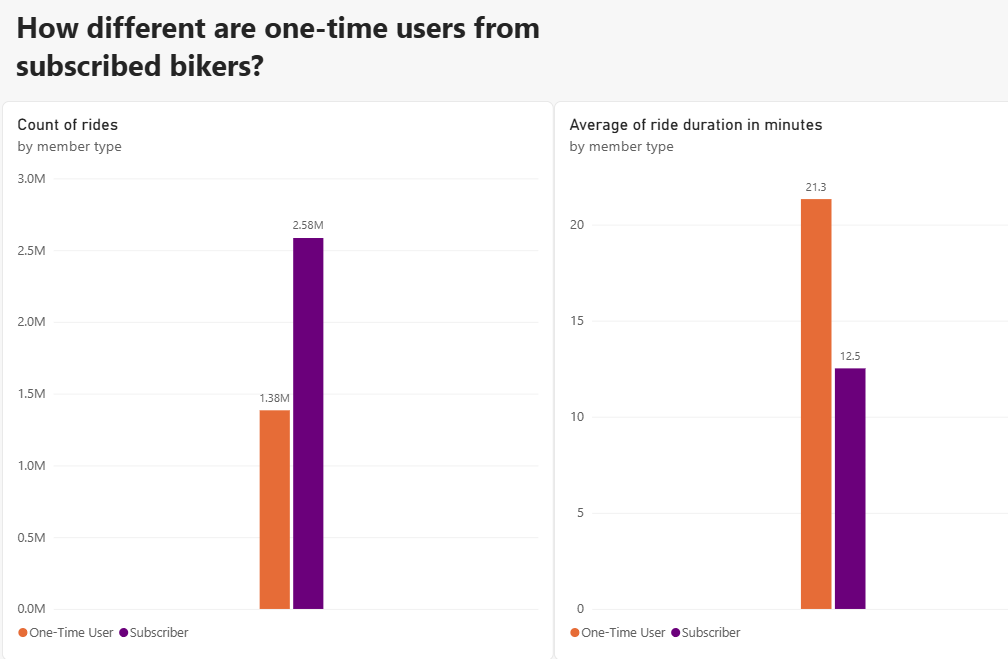 How different are one-time users from
subscribed bikers?
Count of rides
by member type
3.0M
2.5M
2.0M
1.5M
1.0M
0.5M
0.0M
2.58M
1.38M
One-Time User Subscriber
Average of ride duration in minutes
by member type
20
15
10
5
0
21.3
12.5
One-Time User Subscriber